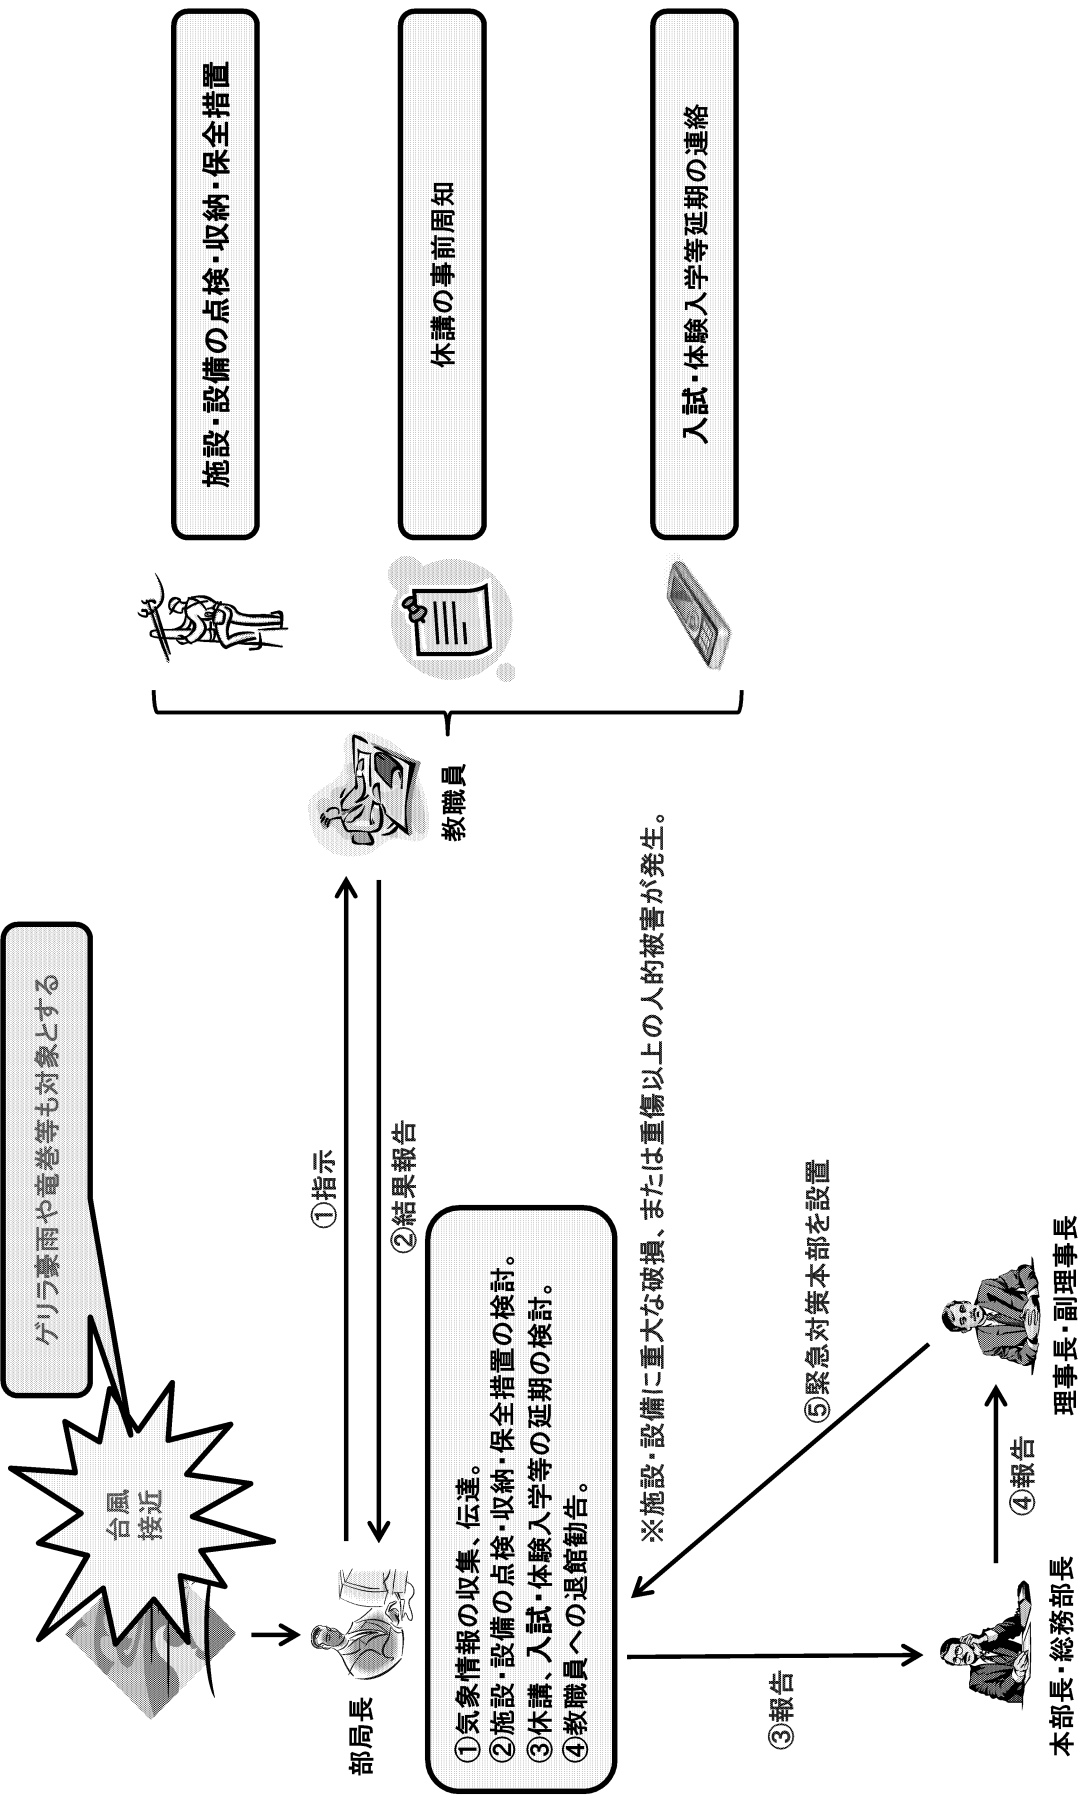 ゲリラ豪雨や竜巻等も対象とする
台風
接近
部局長
①気象情報の収集、伝達。
②施設・設備の点検・収納・保全措置の検討。
③休講、入試・体験入学等の延期の検討。
④教職員への退館勧告。
①指示
②結果報告
教職員
施設・設備の点検・収納・保全措置
休講の事前周知
入試・体験入学等延期の連絡
※施設・設備に重大な破損、または重傷以上の人的被害が発生。
③報告
本部長・総務部長
④報告
理事長・副理事長
⑤緊急対策本部を設置